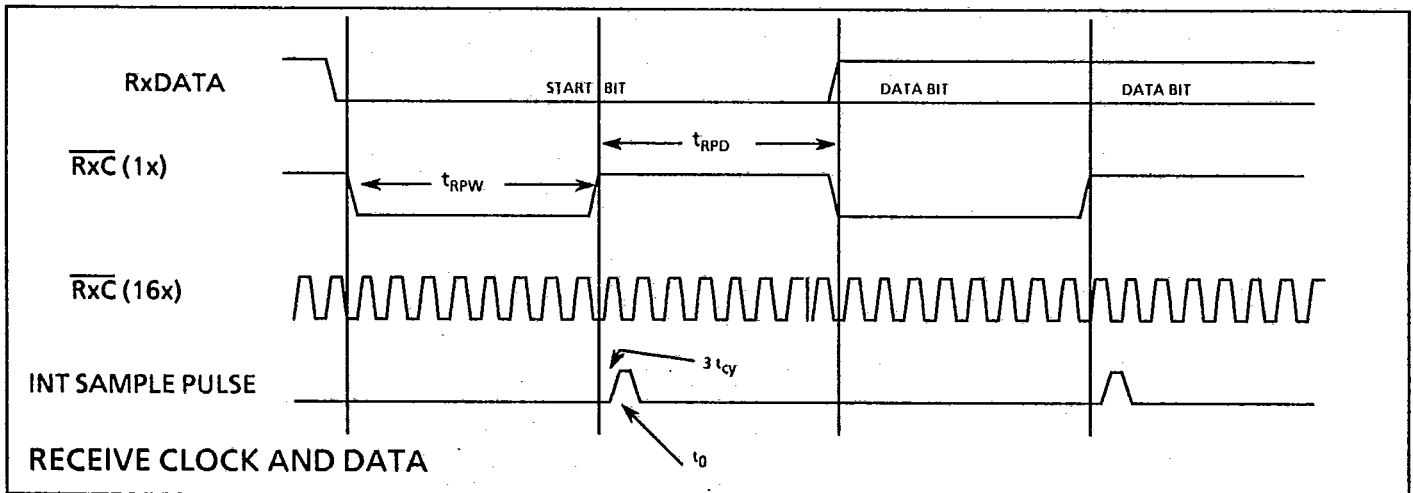 RxDATA
START BIT
DATA BIT
DATA BIT
RxC (1x)
tRPW
tRPD
RxC (16x)
INT SAMPLE PULSE
3 tcy
t0
RECEIVE CLOCK AND DATA